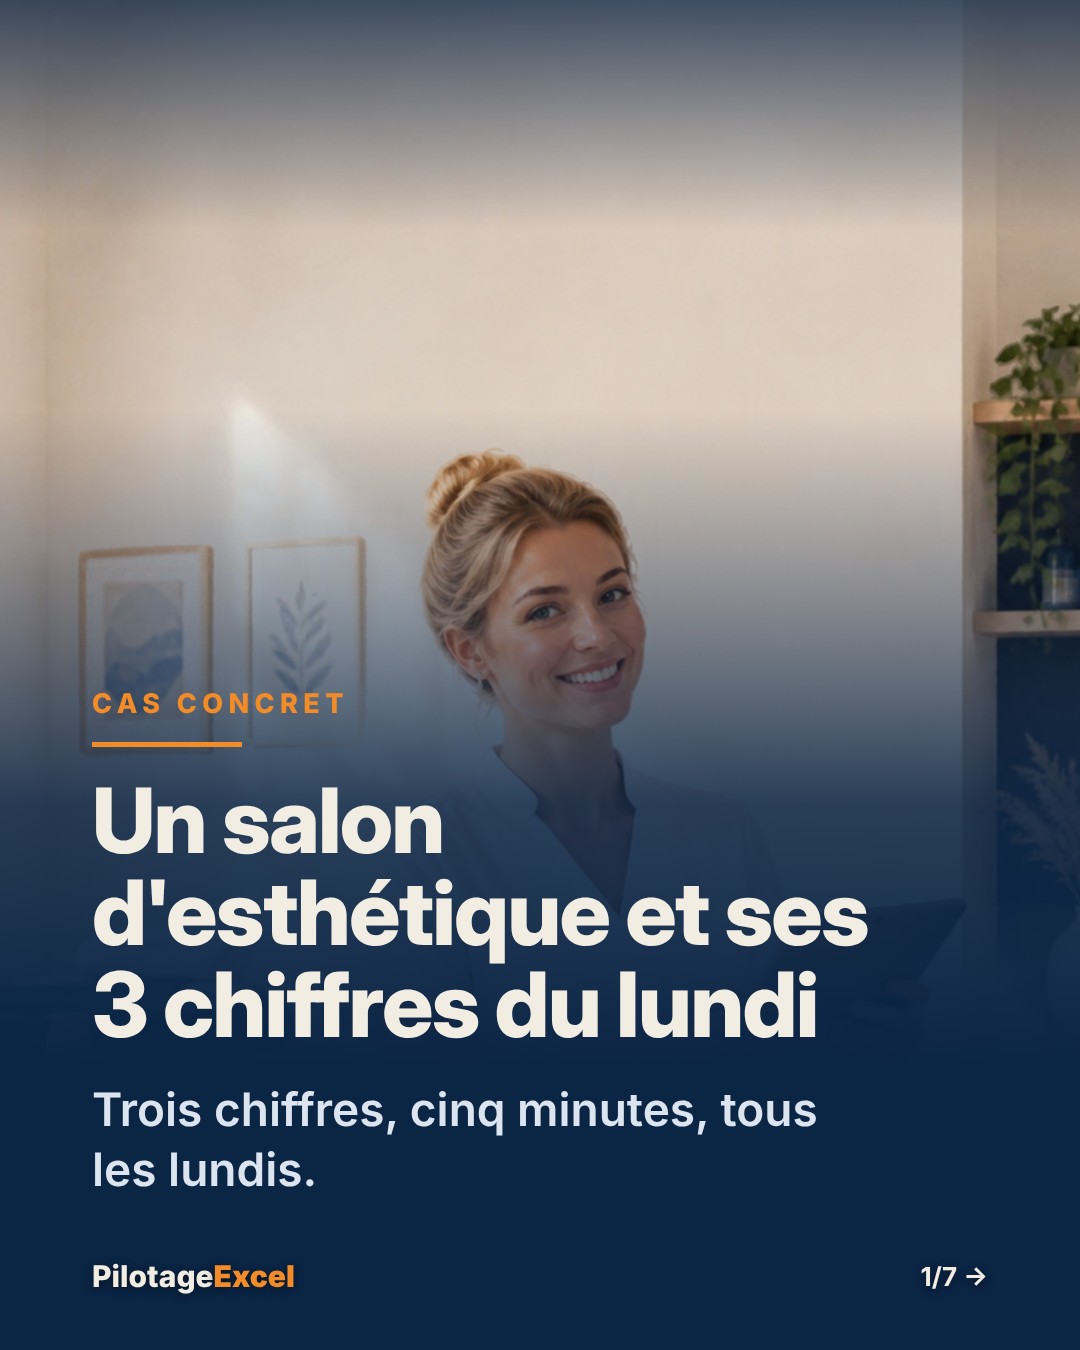 CAS CONCRET
Un salon
d'esthétique et ses
3 chiffres du lundi
Trois chiffres, cinq minutes, tous
les lundis.
PilotageExcel
1/7 →